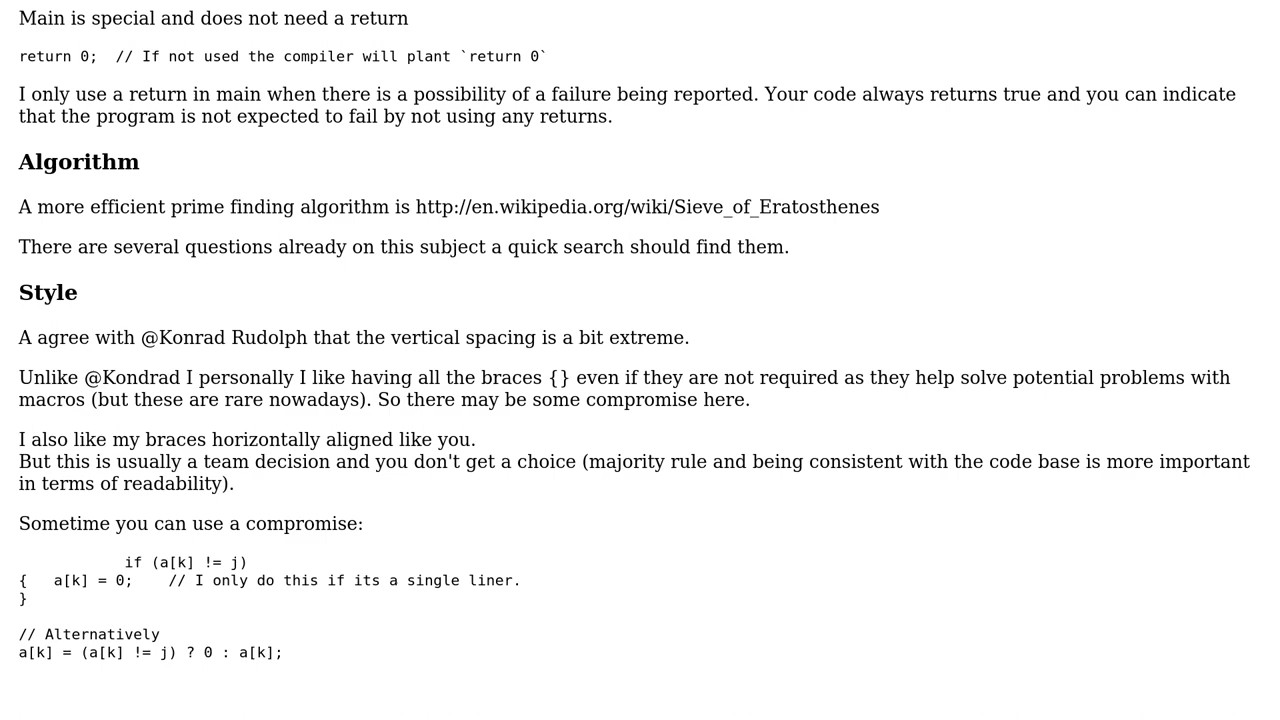 Main is special and does not need a return
return 0;  // If not used the compiler will plant `return 0`
I only use a return in main when there is a possibility of a failure being reported. Your code always returns true and you can indicate
that the program is not expected to fail by not using any returns.
Algorithm
A more efficient prime finding algorithm is http://en.wikipedia.org/wiki/Sieve_of_Eratosthenes
There are several questions already on this subject a quick search should find them.
Style
A agree with @Konrad Rudolph that the vertical spacing is a bit extreme.
Unlike @Kondrad I personally I like having all the braces {} even if they are not required as they help solve potential problems with
macros (but these are rare nowadays). So there may be some compromise here.
I also like my braces horizontally aligned like you.
But this is usually a team decision and you don't get a choice (majority rule and being consistent with the code base is more important
in terms of readability).
Sometime you can use a compromise:
            if (a[k] != j)
{   a[k] = 0;    // I only do this if its a single liner.
}
// Alternatively
a[k] = (a[k] != j) ? 0 : a[k];